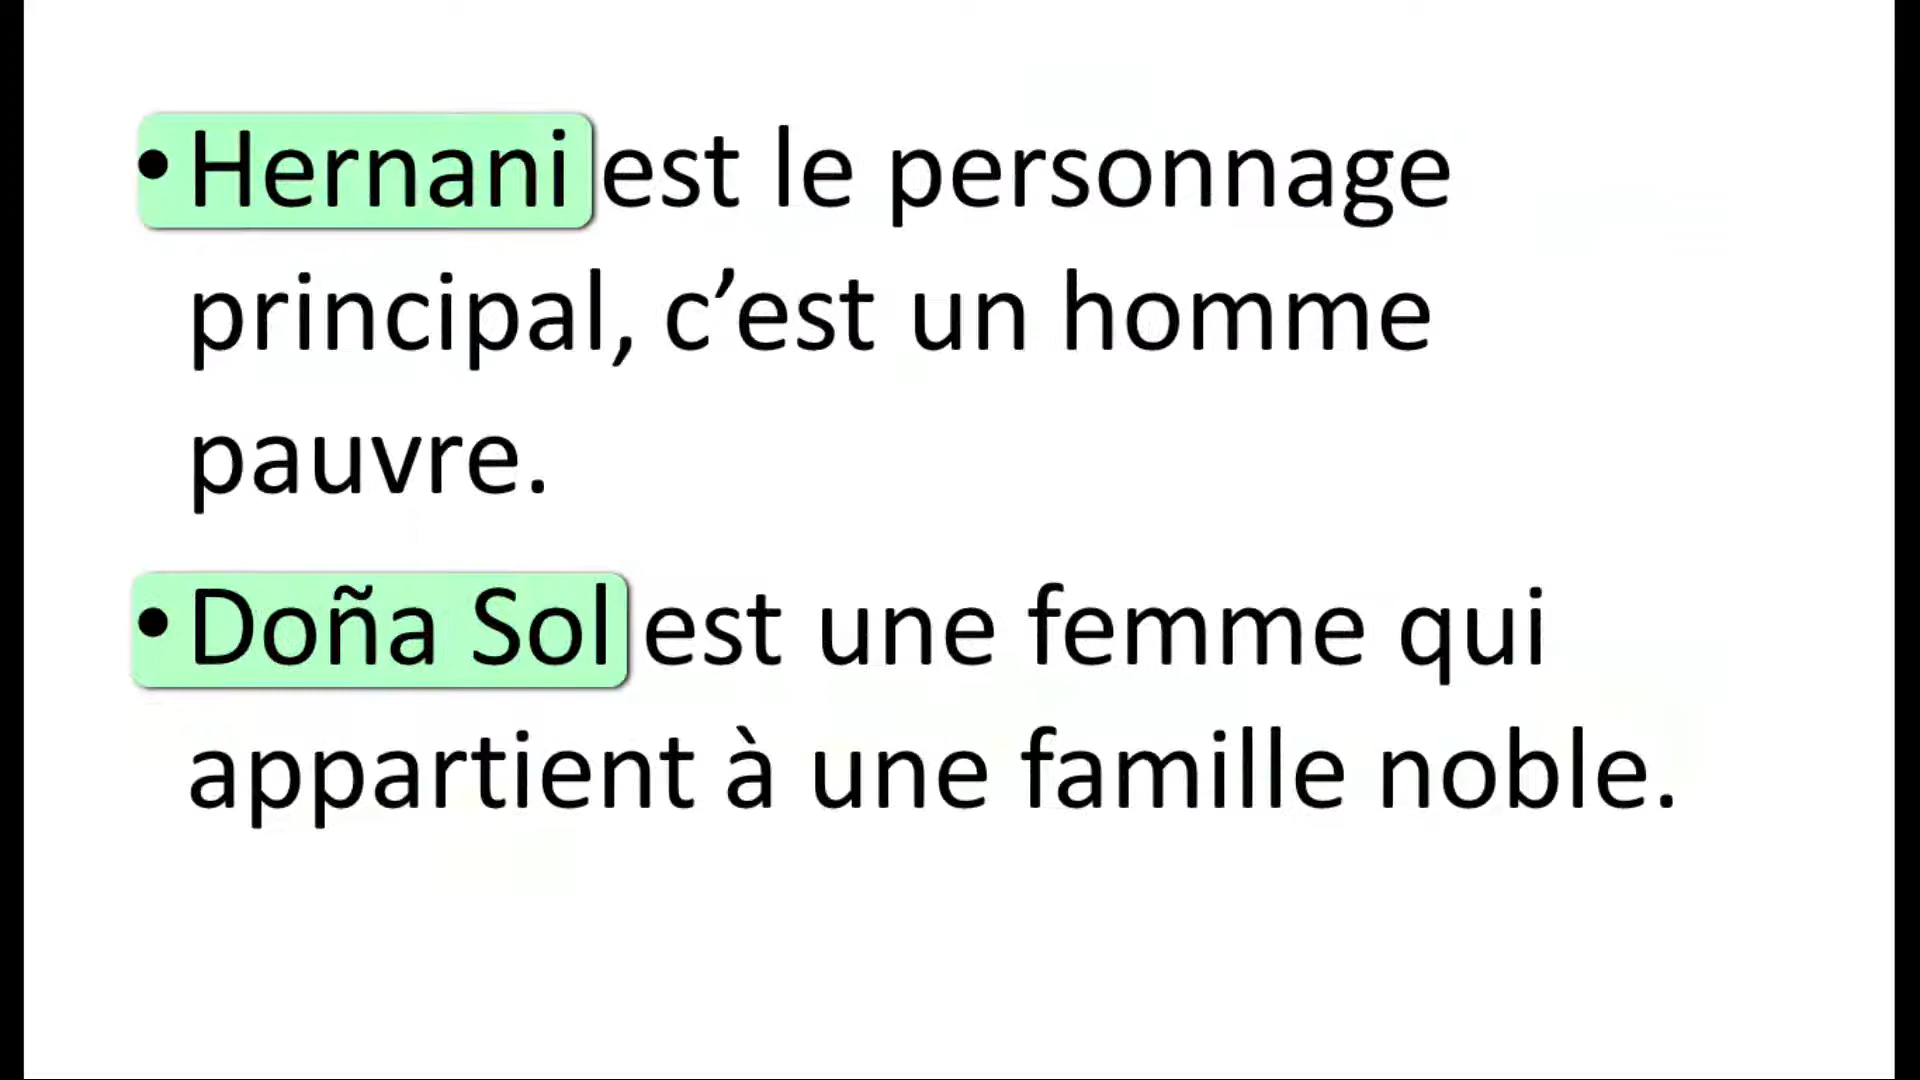 • Hernani est le personnage
principal, c’est un homme
pauvre.
• Doña Sol est une femme qui
appartient à une famille noble.